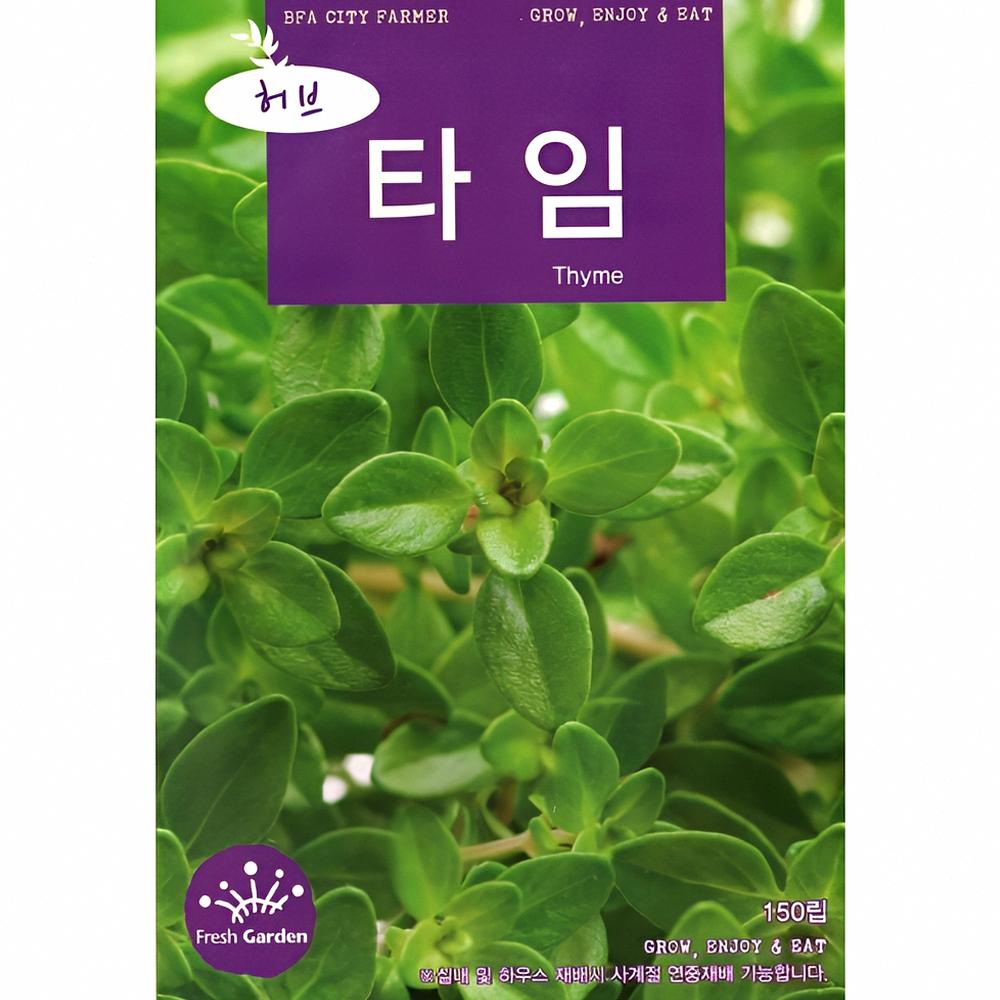 BFA CITY FARMER GROW, ENJOY & EAT
허브
타임
Thyme
150립
Fresh Garden
GROW, ENJOY & EAT
※실내 및 하우스 재배시 사계절 연중재배 가능합니다.